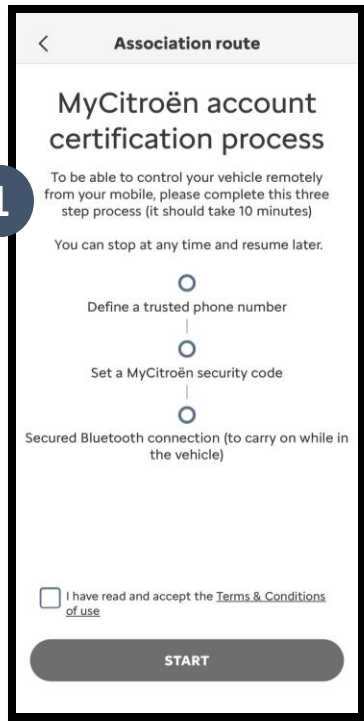 Association route
MyCitroën account
certification process
1
To be able to control your vehicle remotely
from your mobile, please complete this three
step process (it should take 10 minutes)
You can stop at any time and resume later.
Define a trusted phone number
Set a MyCitroën security code
Secured Bluetooth connection (to carry on while in
the vehicle)
I have read and accept the Terms & Conditions
of use
START